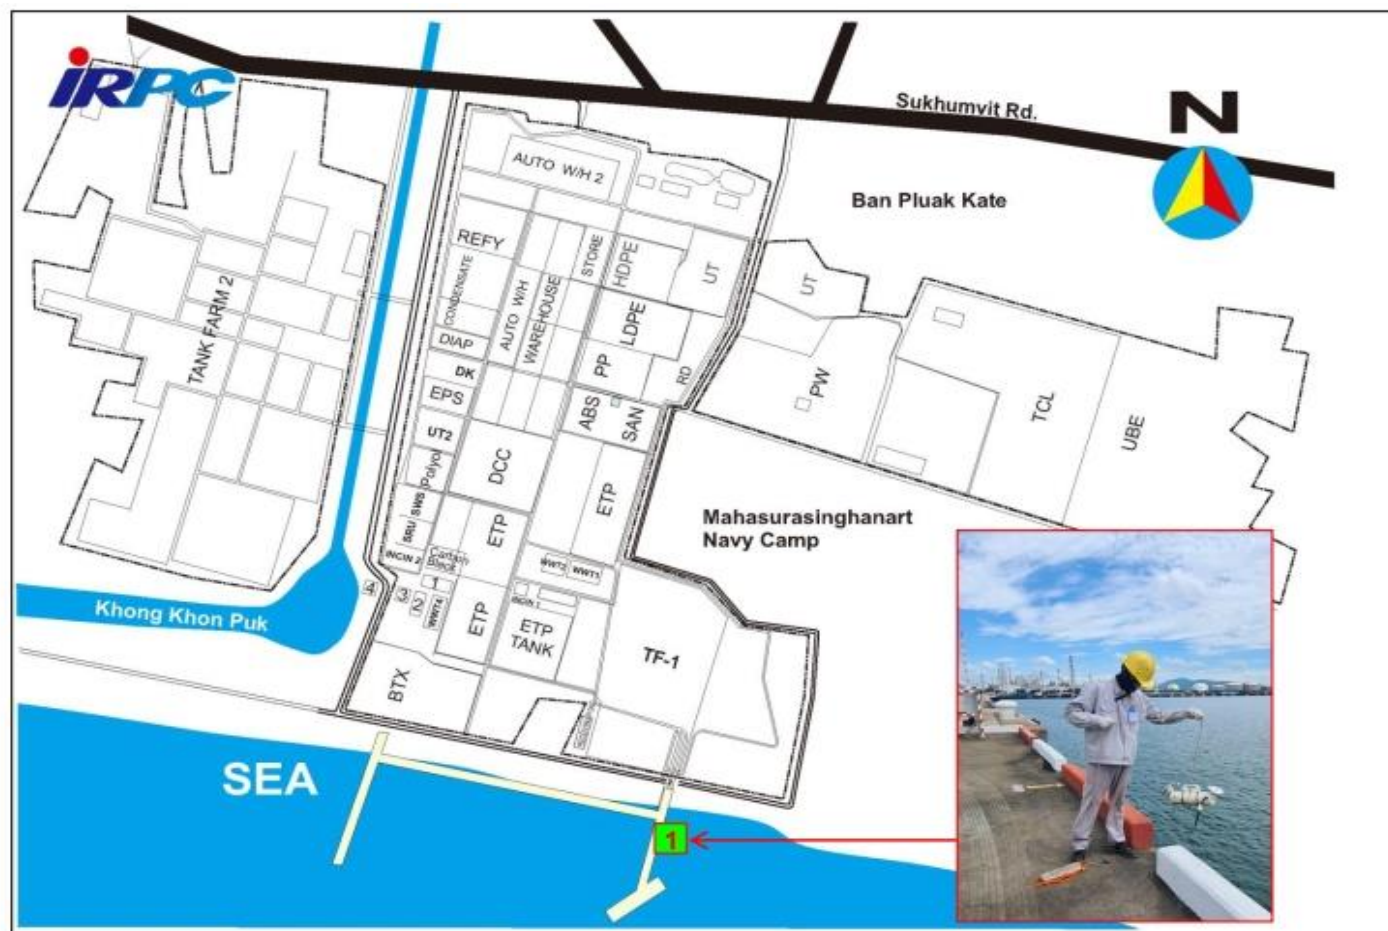 iRPC
Sukhumvit Rd.
N
AUTO W/H 2
Ban Pluak Kate
REFY
STORE
HDPE
UT
UT
CONDENSATE
AUTO W/H
WAREHOUSE
TANK FARM 2
LDPE
DIAP
PP
RD
PW
DK
EPS
ABS
SAN
TCL
UBE
UT2
DCC
Polyol
ETP
SWS
SRU
ETP
Mahasurasinghanart
Navy Camp
INCIN 2
Carbon
Black
WWT2
WWT1
4
1
3
2
WWT4
ETP
ETP
TANK
Khong Khon Puk
TF-1
BTX
SEA
1